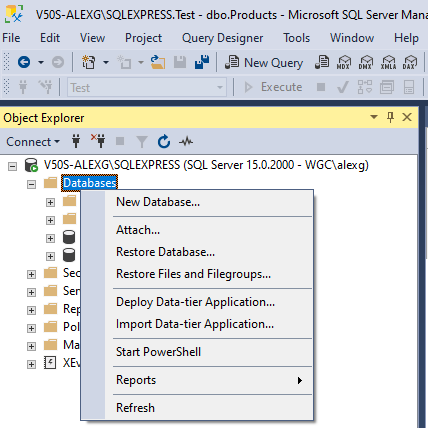 V50S-ALEXG\SQLEXPRESS.Test - dbo.Products - Microsoft SQL Server Mana
File Edit View Project Tools Window Help
New Query MDX DMX XMLA DAX
Test Execute
Object Explorer
Connect
V50S-ALEXG\SQLEXPRESS (SQL Server 15.0.2000 - WGC\alexg)
Databases
New Database...
Attach...
Restore Database...
Restore Files and Filegroups...
Sec
Deploy Data-tier Application...
Ser
Import Data-tier Application...
Rep
Pol
Start PowerShell
Ma
XEv
Reports
Refresh